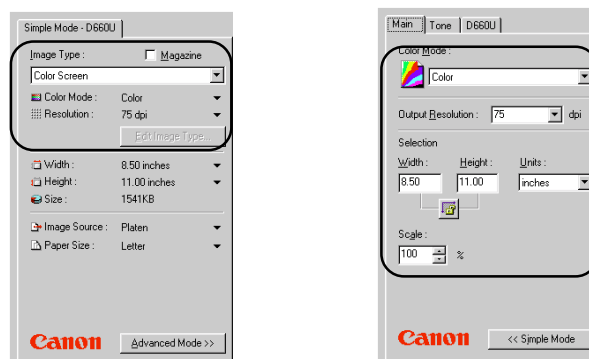 Simple Mode - D660U
Image Type :
Magazine
Color Screen
Color Mode : Color
Resolution : 75 dpi
Edit Image Type...
Width : 8.50 inches
Height : 11.00 inches
Size : 1541KB
Image Source : Platen
Paper Size : Letter
Canon
Advanced Mode >>
Main Tone D660U
Color Mode :
Color
Output Resolution : 75 dpi
Selection
Width : Height : Units :
8.50 11.00 inches
Scale :
100 %
Canon
<< Simple Mode